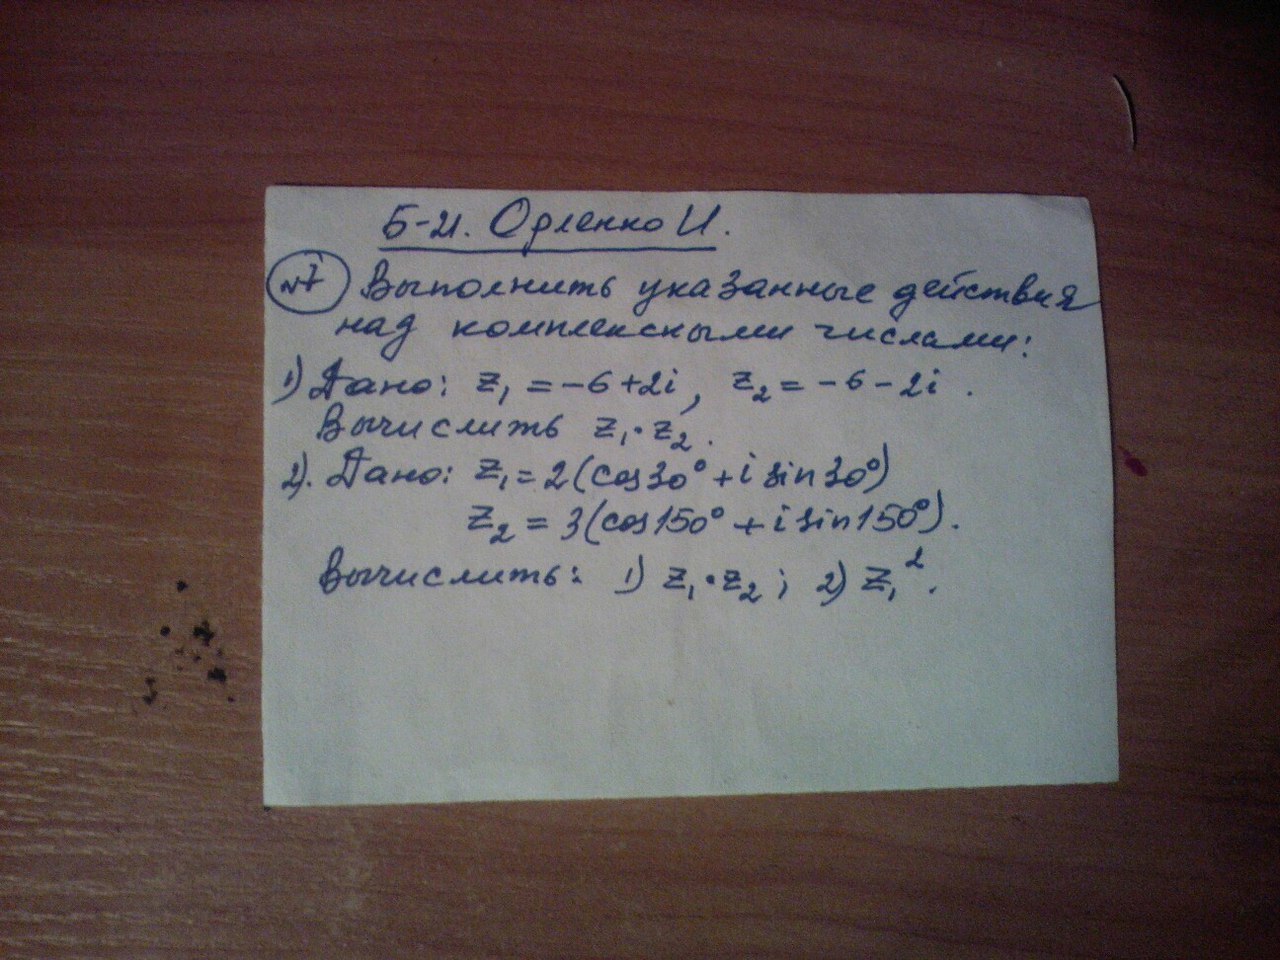 Б-21. Орленко И.
№7 Выполнить указанные действия
над комплексными числами:
1) Дано: z₁ = -6+2i, z₂ = -6-2i.
Вычислить z₁·z₂.
2). Дано: z₁=2(cos30°+i sin30°)
z₂ = 3(cos150°+i sin150°).
Вычислить: 1) z₁·z₂; 2) z₁².